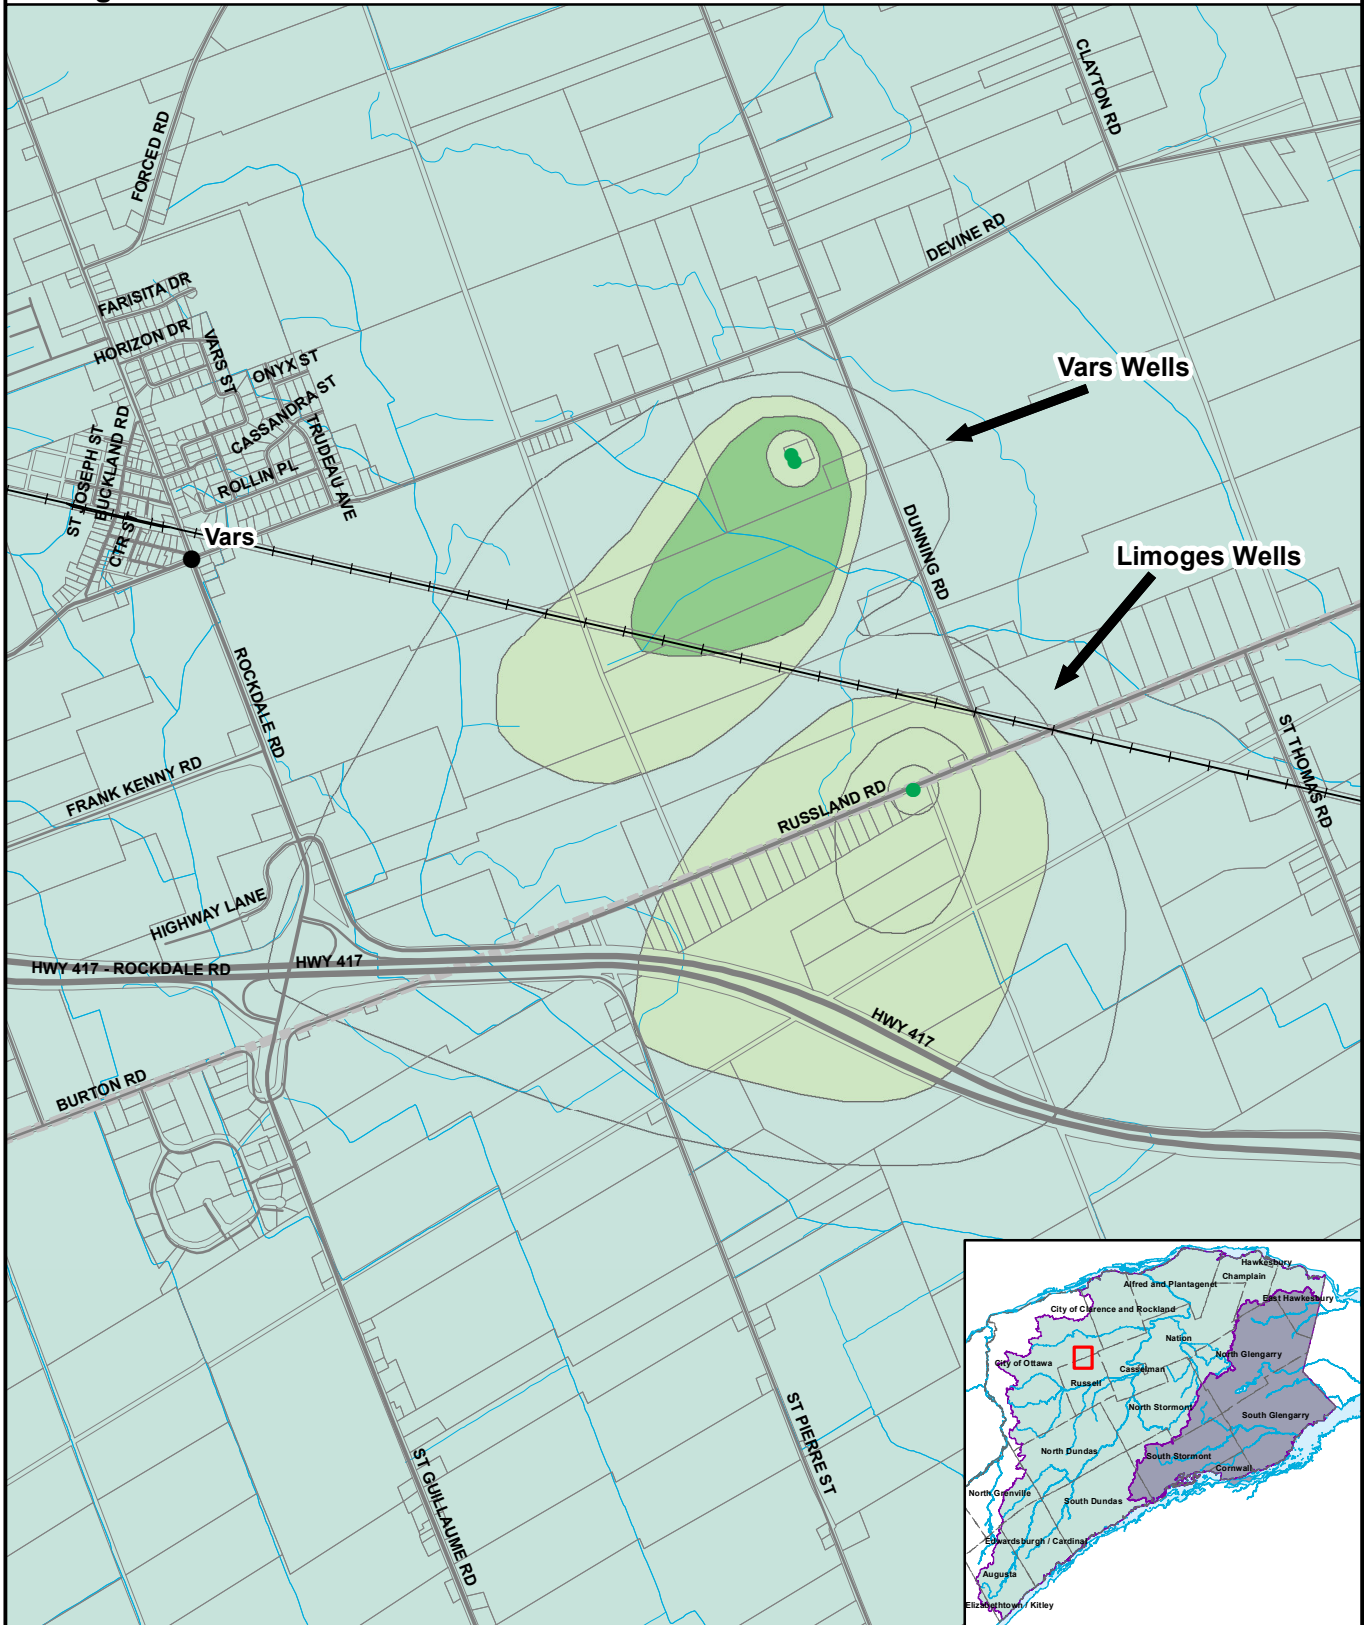 CLAYTON RD
FORCED RD
DEVINE RD
FARISITA DR
HORIZON DR
VARS ST
ONYX ST
CASSANDRA ST
TRUDEAU AVE
ROLLIN PL
BUCKLAND RD
ST JOSEPH ST
CTR ST
Vars
Vars Wells
DUNNING RD
Limoges Wells
ROCKDALE RD
ST THOMAS RD
FRANK KENNY RD
RUSSLAND RD
HIGHWAY LANE
HWY 417 - ROCKDALE RD
HWY 417
HWY 417
BURTON RD
ST PIERRE ST
ST GUILLAUME RD
Hawkesbury
Champlain
Alfred and Plantagenet
East Hawkesbury
City of Clarence and Rockland
Nation
North Glengarry
City of Ottawa
Casselman
Russell
North Stormont
South Glengarry
North Dundas
South Stormont
Cornwall
North Grenville
South Dundas
Edwardsburgh / Cardinal
Augusta
Elizabethtown / Kitley